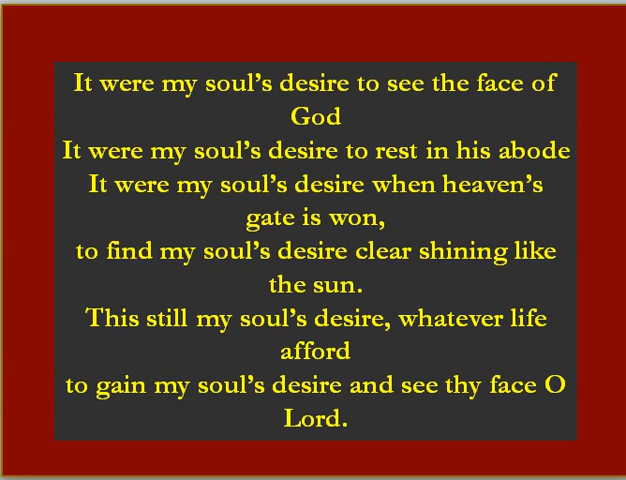 It were my soul’s desire to see the face of
God
It were my soul’s desire to rest in his abode
It were my soul’s desire when heaven’s
gate is won,
to find my soul’s desire clear shining like
the sun.
This still my soul’s desire, whatever life
afford
to gain my soul’s desire and see thy face O
Lord.